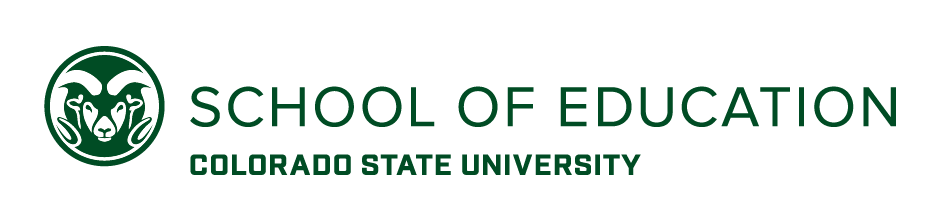 SCHOOL OF EDUCATION
COLORADO STATE UNIVERSITY